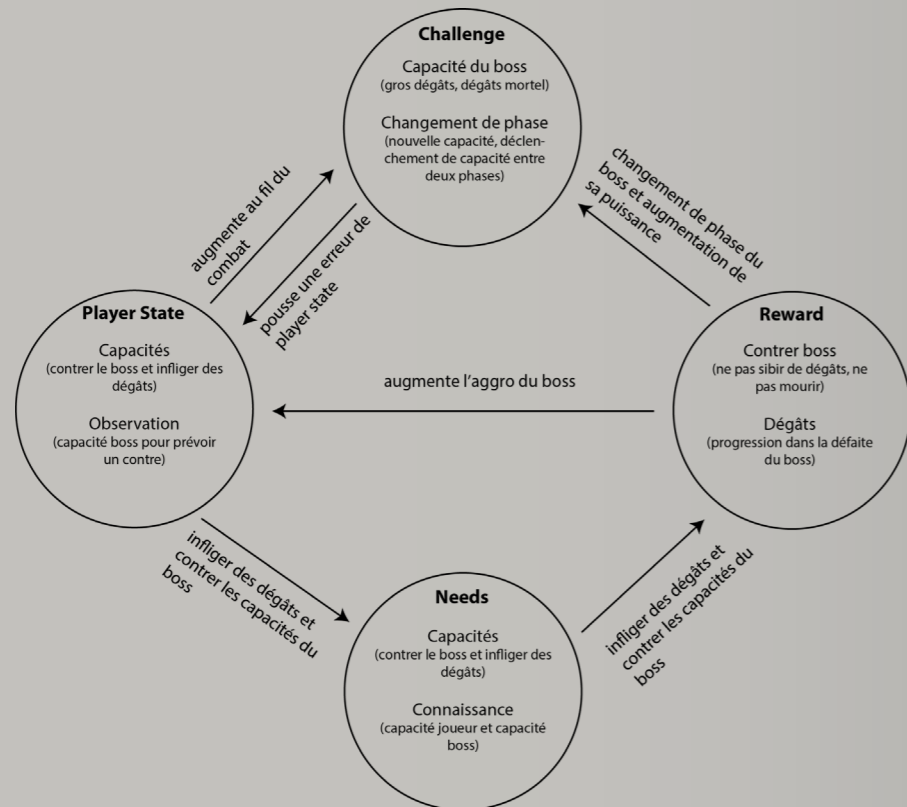 Challenge
Capacité du boss
(gros dégâts, dégâts mortel)
Changement de phase
(nouvelle capacité, déclen-
chement de capacité entre
deux phases)
augmente au fil du
combat
pousse une erreur de
player state
changement de phase du
boss et augmentation de
sa puissance
Player State
Capacités
(contrer le boss et infliger des
dégâts)
Observation
(capacité boss pour prévoir
un contre)
augmente l'aggro du boss
Reward
Contrer boss
(ne pas sibir de dégâts, ne
pas mourir)
Dégâts
(progression dans la défaite
du boss)
infliger des dégâts et
contrer les capacités du
boss
Needs
Capacités
(contrer le boss et infliger des
dégâts)
Connaissance
(capacité joueur et capacité
boss)
infliger des dégâts et
contrer les capacités du
boss